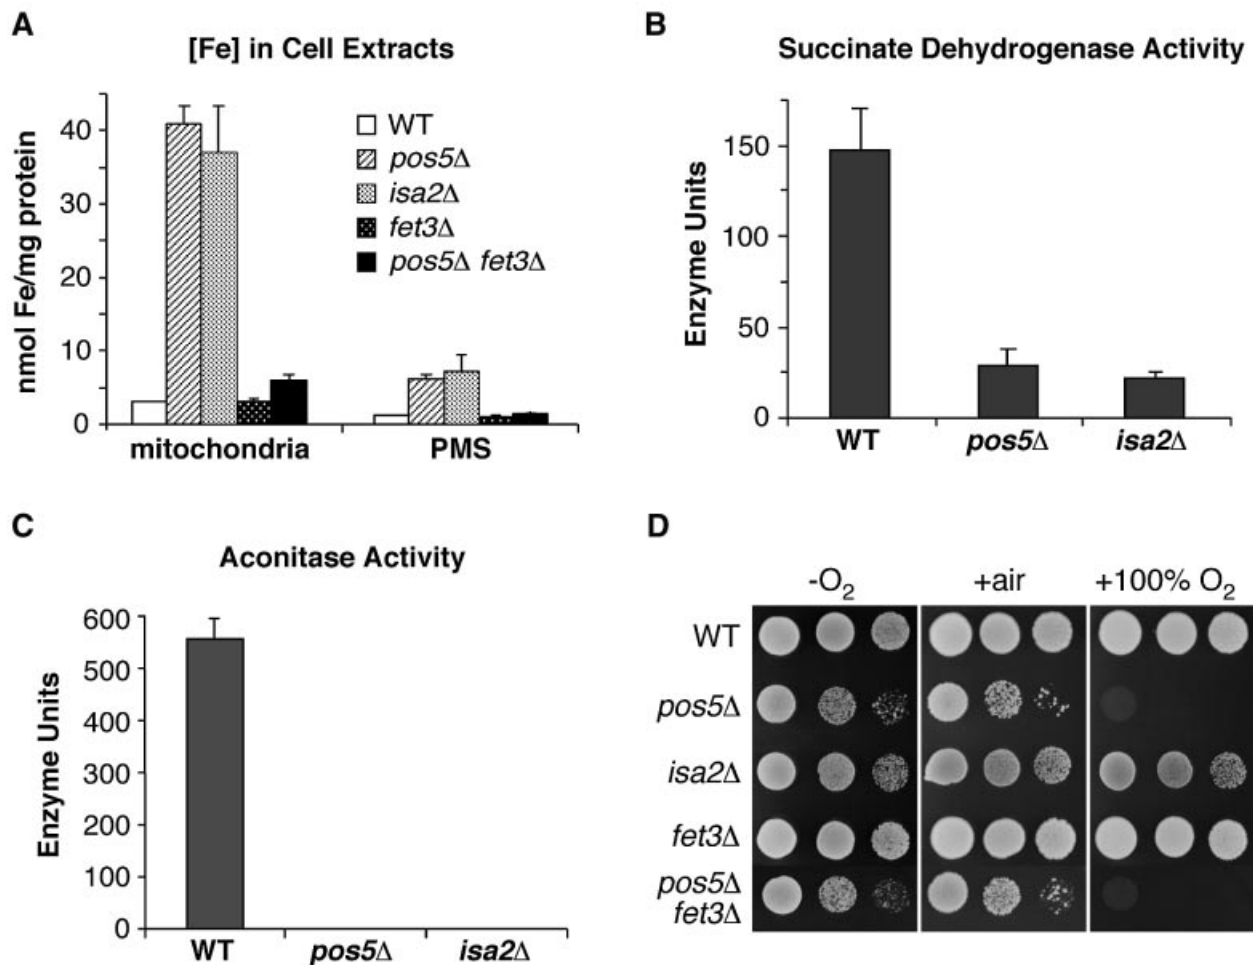 A
[Fe] in Cell Extracts
nmol Fe/mg protein
40
30
20
10
0
WT
pos5Δ
isa2Δ
fet3Δ
pos5Δ fet3Δ
mitochondria
PMS
B
Succinate Dehydrogenase Activity
Enzyme Units
150
100
50
0
WT
pos5Δ
isa2Δ
C
Aconitase Activity
Enzyme Units
600
500
400
300
200
100
0
WT
pos5Δ
isa2Δ
D
-O₂
+air
+100% O₂
WT
pos5Δ
isa2Δ
fet3Δ
pos5Δ
fet3Δ